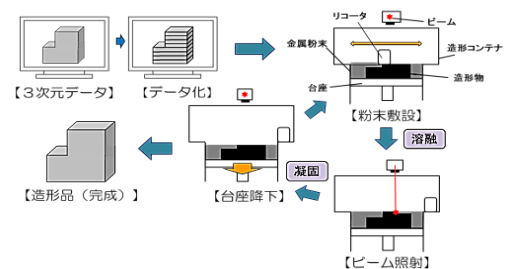 リコータ
ビーム
金属粉末
造形コンテナ
造形物
台座
【３次元データ】
【データ化】
【粉末敷設】
溶融
凝固
【造形品（完成）】
【台座降下】
【ビーム照射】